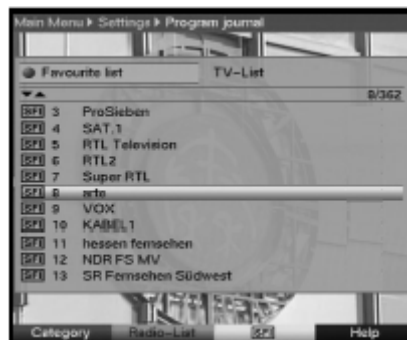 Main Menu ▸ Settings ▸ Program journal
Favourite list TV-List
8/362
SFI 3 ProSieben
SFI 4 SAT.1
SFI 5 RTL Television
SFI 6 RTL2
SFI 7 Super RTL
SFI 8 arte
SFI 9 VOX
SFI 10 KABEL1
SFI 11 hessen fernsehen
SFI 12 NDR FS MV
SFI 13 SR Fernsehen Südwest
Category Radio-List SFI Help